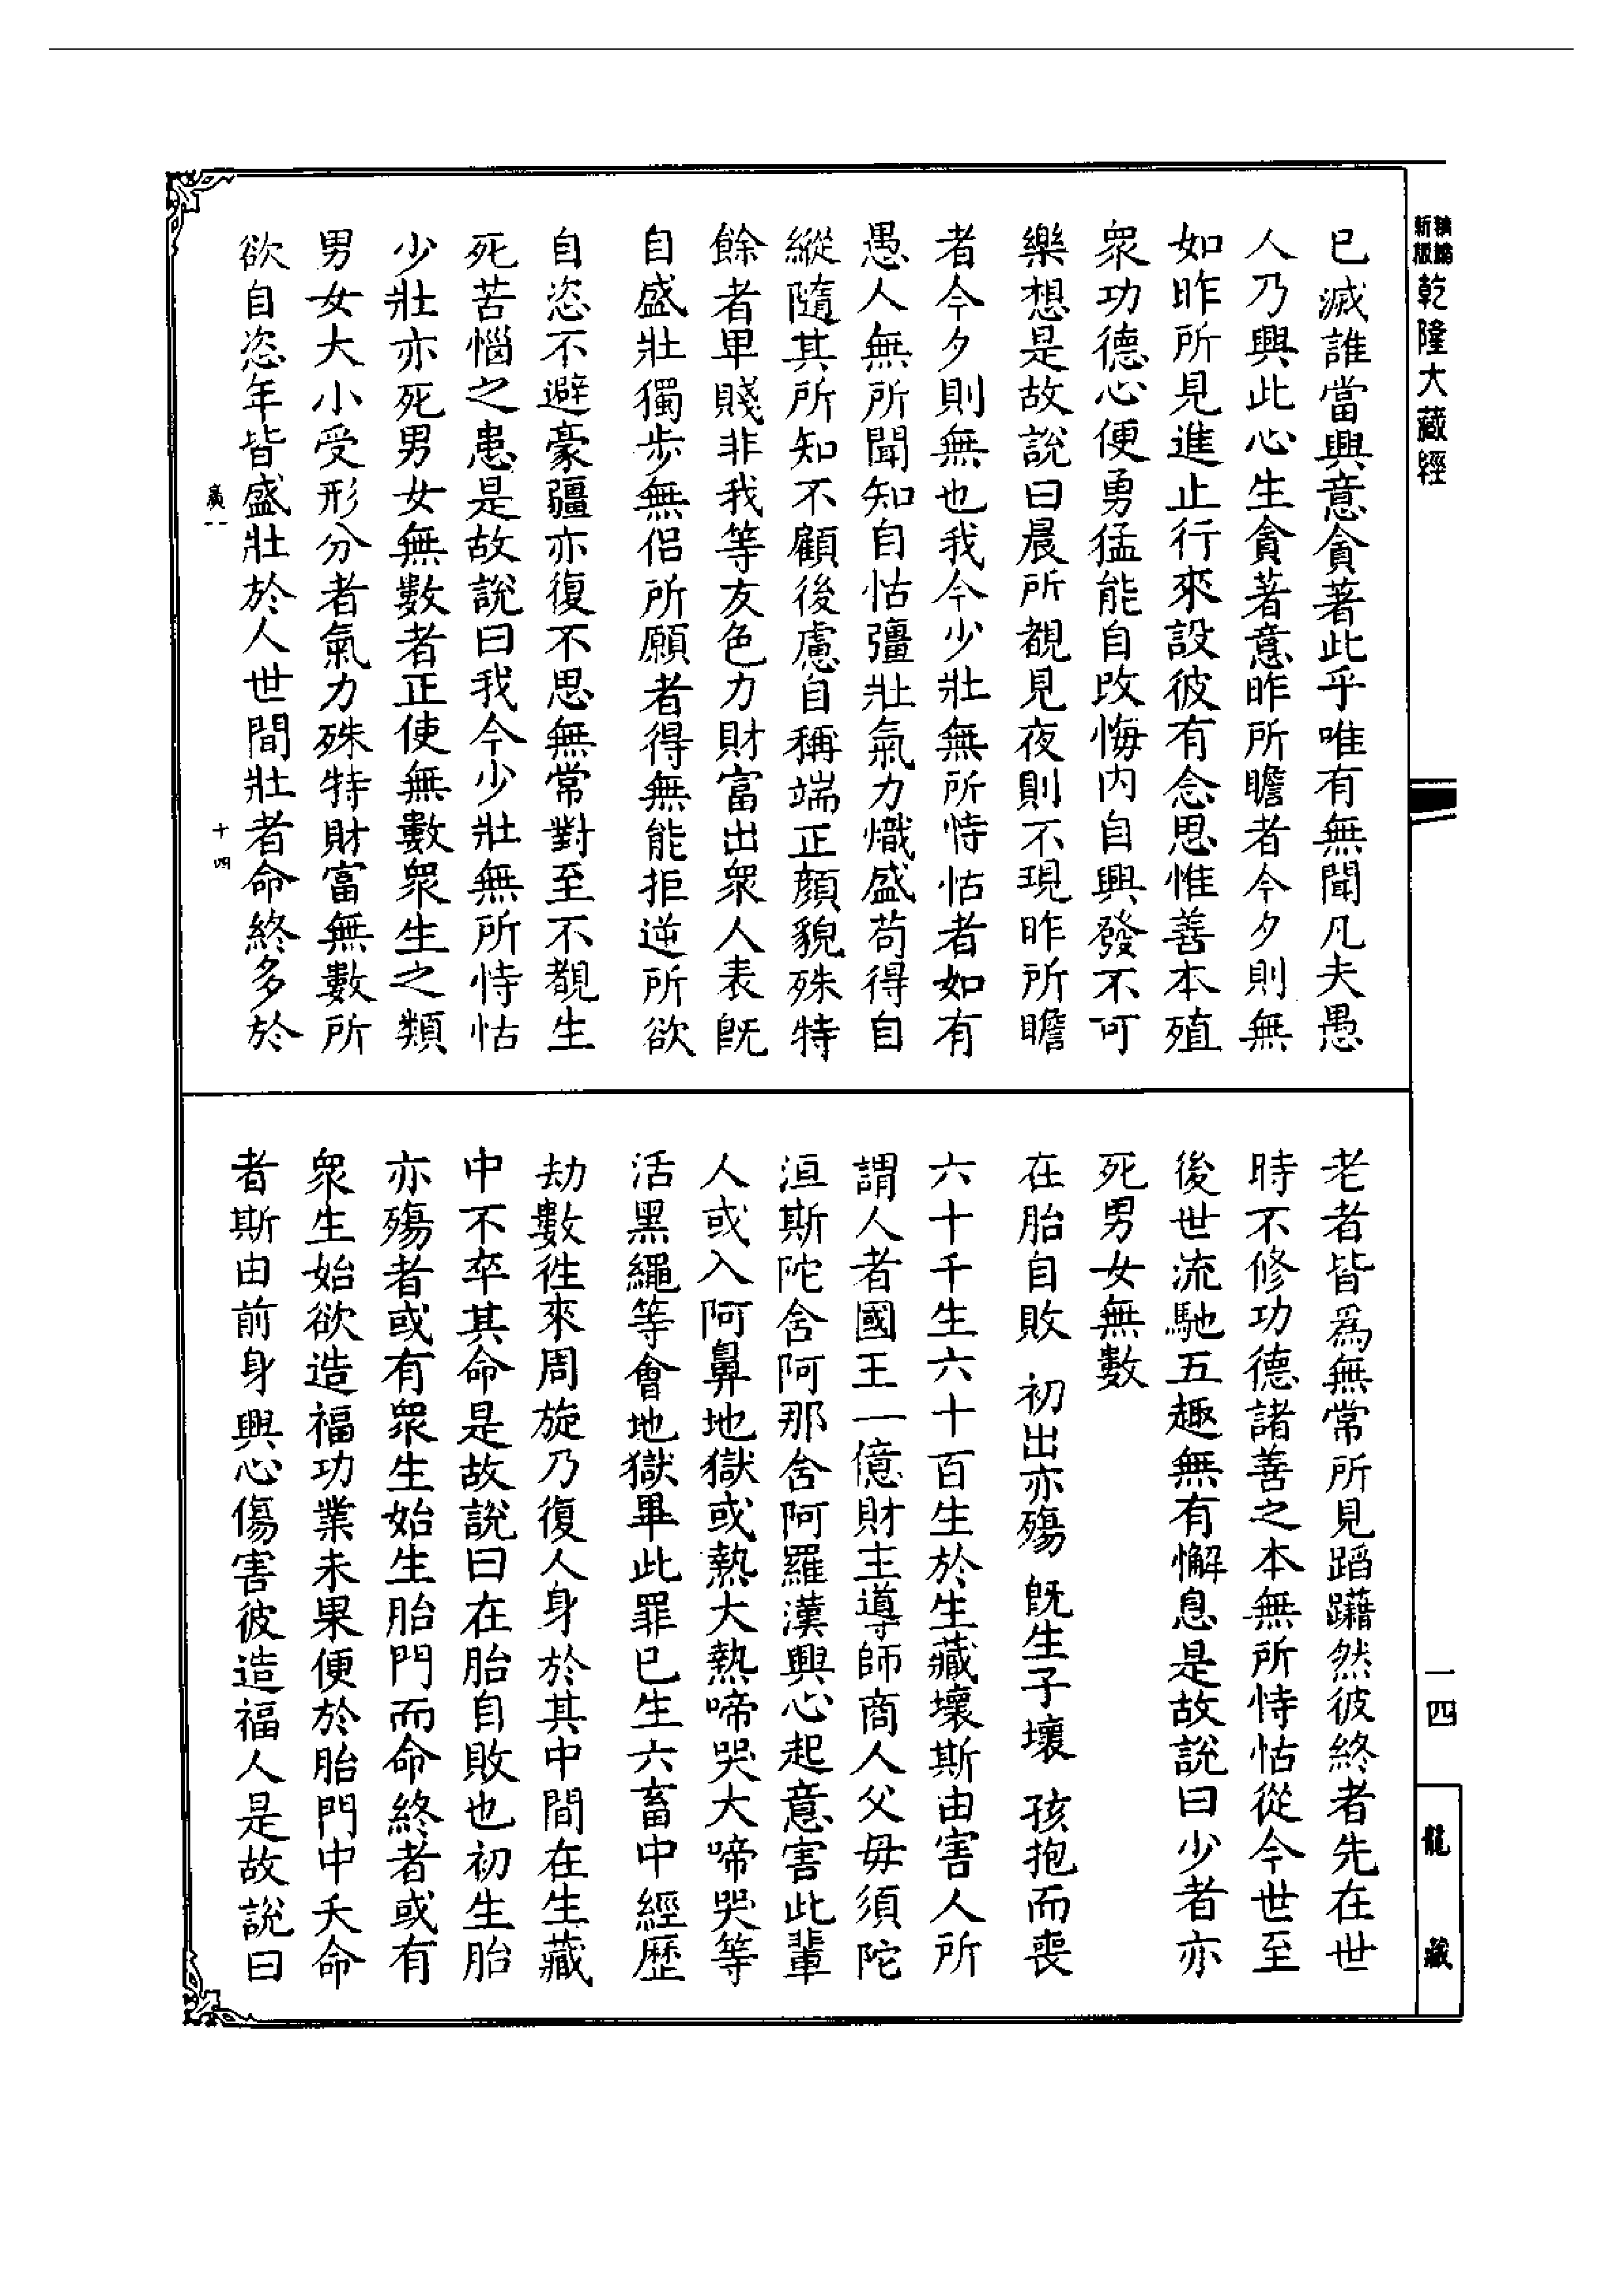 新版
精縮
乾隆大藏經
一四
龍藏
已滅誰當興意貪著此乎唯有無聞凡夫愚
人乃興此心生貪著意昨所瞻者今夕則無
如昨所見進止行來設彼有念思惟善本殖
眾功德心便勇猛能自改悔內自興發不可
樂想是故說曰晨所覩見夜則不現昨所瞻
者今夕則無也我今少壯無所恃怙者如有
愚人無所聞知自怙彊壯氣力熾盛苟得自
縱隨其所知不顧後慮自稱端正顏貌殊特
餘者卑賤非我等友色力財富出眾人表旣
自盛壯獨步無侶所願者得無能拒逆所欲
自恣不避豪彊亦復不思無常對至不覩生
死苦惱之患是故說曰我今少壯無所恃怙
少壯亦死男女無數者正使無數眾生之類
男女大小受形分者氣力殊特財富無數所
欲自恣年皆盛壯於人世間壯者命終多於
廣一
十四
老者皆爲無常所見蹈躪然彼終者先在世
時不修功德諸善之本無所恃怙從今世至
後世流馳五趣無有懈息是故說曰少者亦
死男女無數
在胎自敗 初出亦殤 旣生子壞 孩抱而喪
六十千生六十百生於生藏壞斯由害人所
謂人者國王一億財主導師商人父母須陀
洹斯陀含阿那含阿羅漢興心起意害此輩
人或入阿鼻地獄或熱大熱啼哭大啼哭等
活黑繩等會地獄畢此罪已生六畜中經歷
劫數徃來周旋乃復人身於其中間在生藏
中不卒其命是故說曰在胎自敗也初生胎
亦殤者或有眾生始生胎門而命終者或有
眾生始欲造福功業未果便於胎門中夭命
者斯由前身興心傷害彼造福人是故說曰